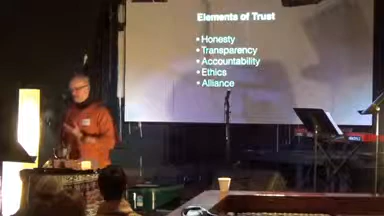 Elements of Trust
• Honesty
• Transparency
• Accountability
• Ethics
• Alliance